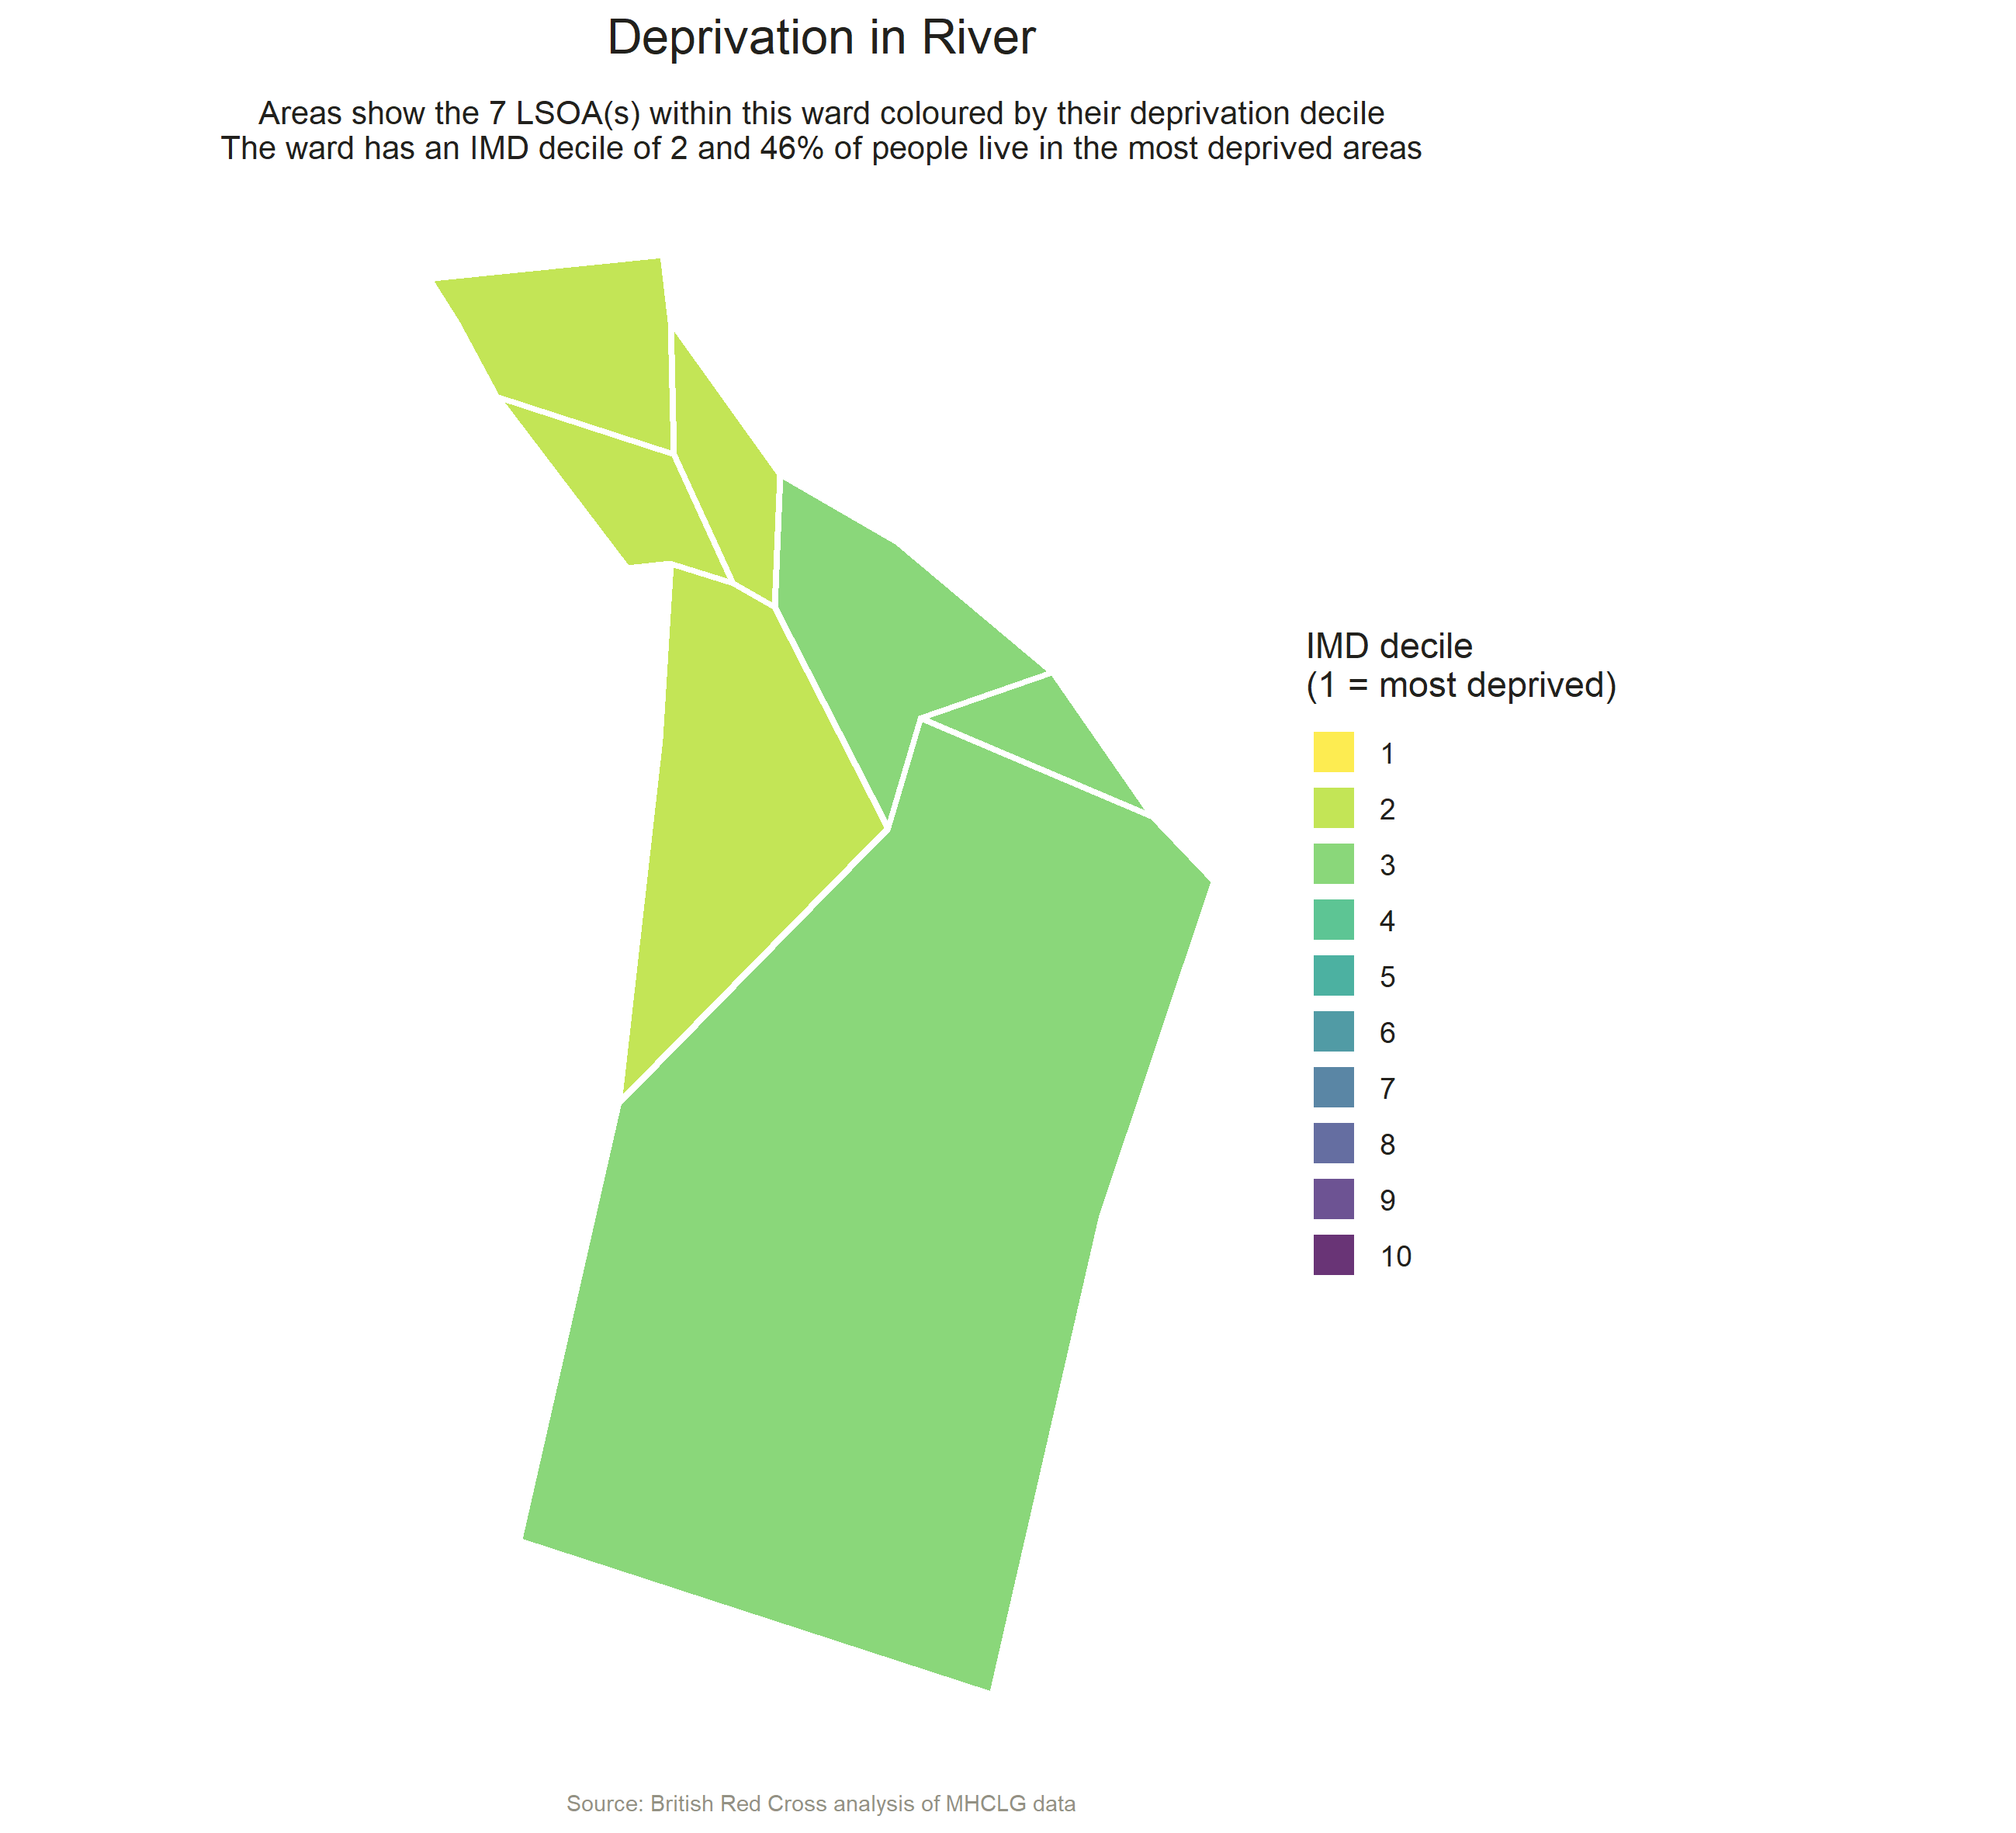 Deprivation in River
Areas show the 7 LSOA(s) within this ward coloured by their deprivation decile
The ward has an IMD decile of 2 and 46% of people live in the most deprived areas
IMD decile
(1 = most deprived)
1
2
3
4
5
6
7
8
9
10
Source: British Red Cross analysis of MHCLG data